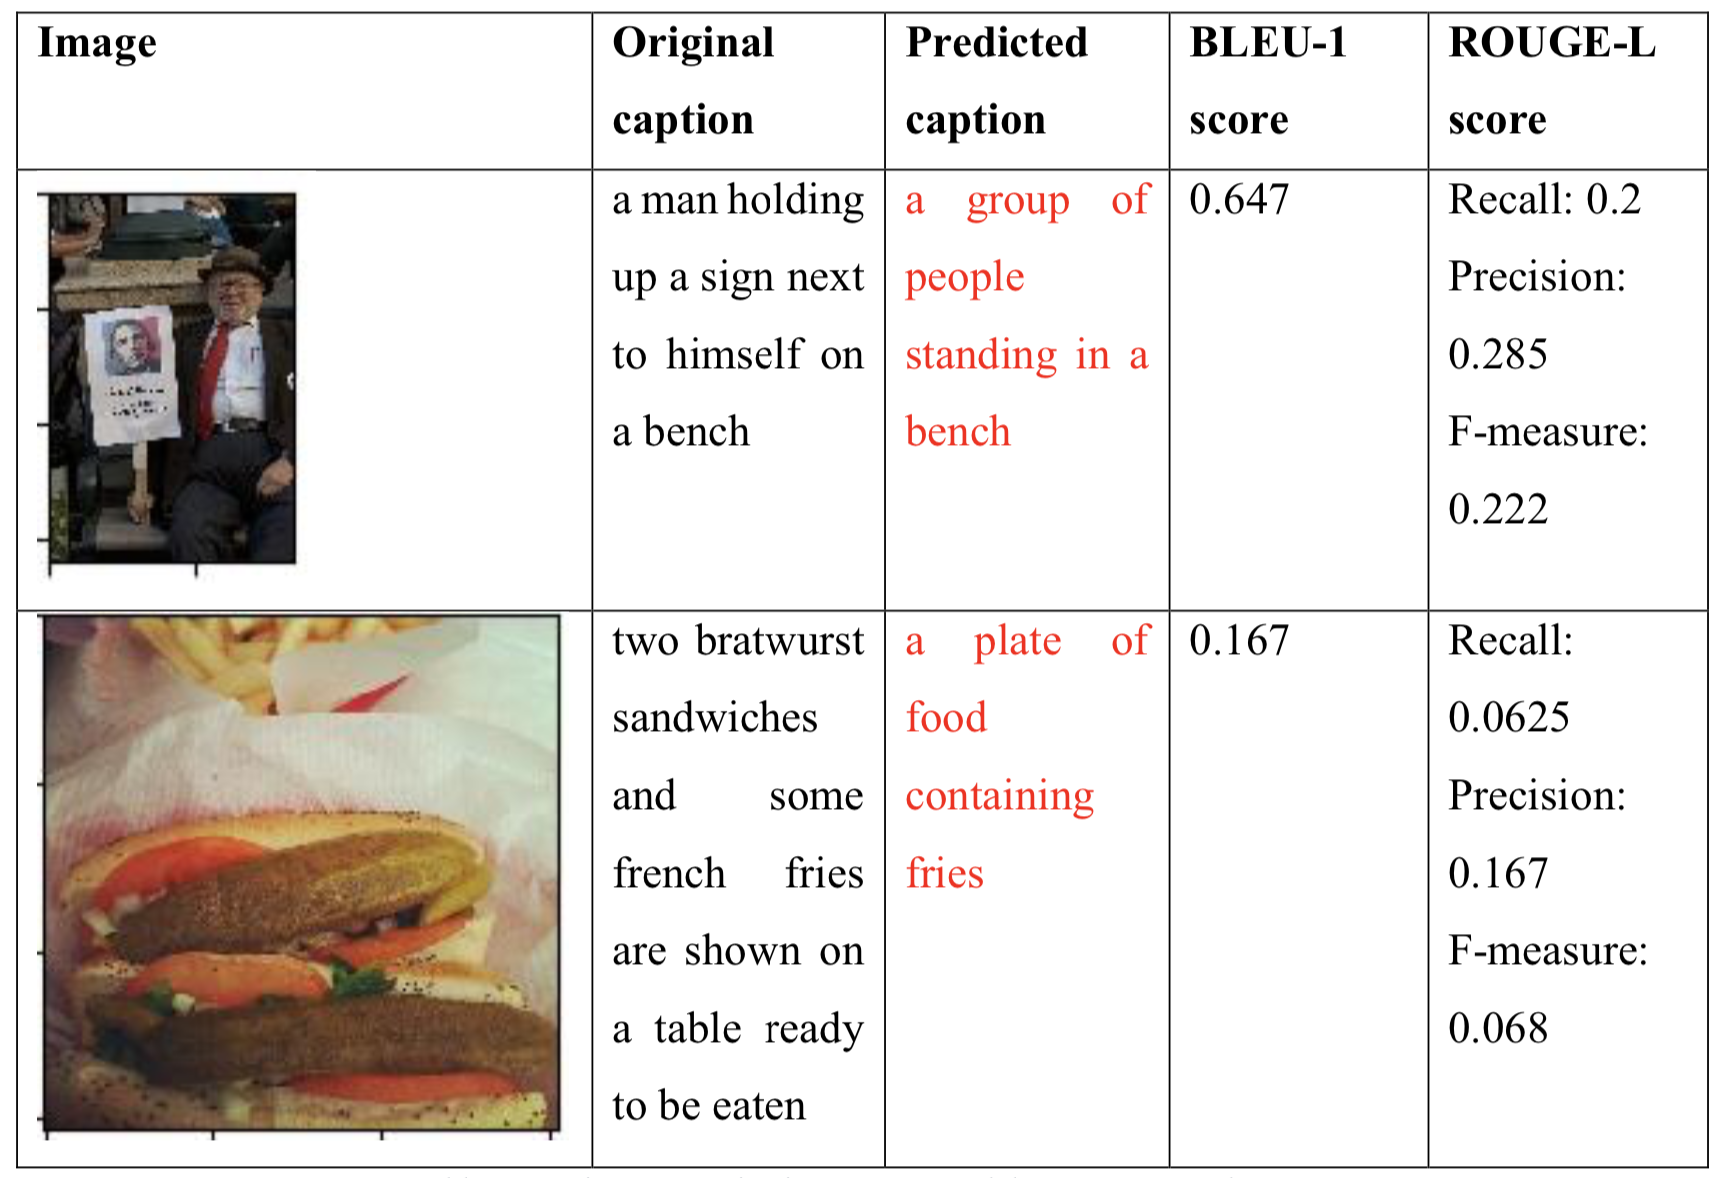 Image
Original caption
Predicted caption
BLEU-1 score
ROUGE-L score
a man holding
up a sign next
to himself on
a bench
a group of
people
standing in a
bench
0.647
Recall: 0.2
Precision:
0.285
F-measure:
0.222
two bratwurst
sandwiches
and some
french fries
are shown on
a table ready
to be eaten
a plate of
food
containing
fries
0.167
Recall:
0.0625
Precision:
0.167
F-measure:
0.068